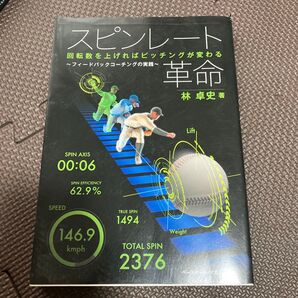 スピンレート
回転数を上げればピッチングが変わる
～フィードバックコーチングの実践～
革命
林 卓史 著
Lift
SPIN AXIS
00:06
SPIN EFFICIENCY
62.9%
TRUE SPIN
1494
SPEED
146.9
kmph
Weight
TOTAL SPIN
2376